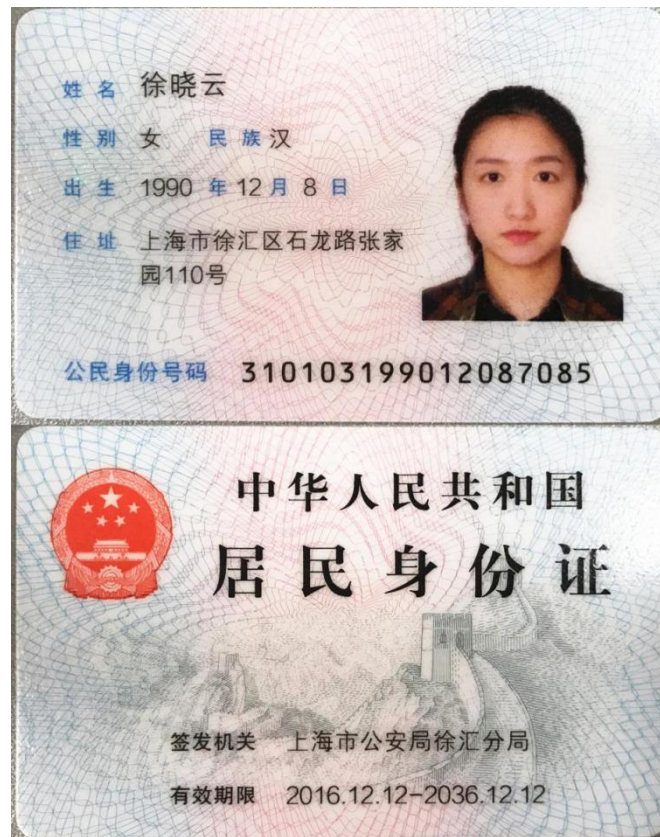 姓名 徐晓云
性别 女 民族 汉
出生 1990 年 12 月 8 日
住址 上海市徐汇区石龙路张家
园110号
公民身份号码 310103199012087085
中华人民共和国
居民身份证
签发机关 上海市公安局徐汇分局
有效期限 2016.12.12-2036.12.12